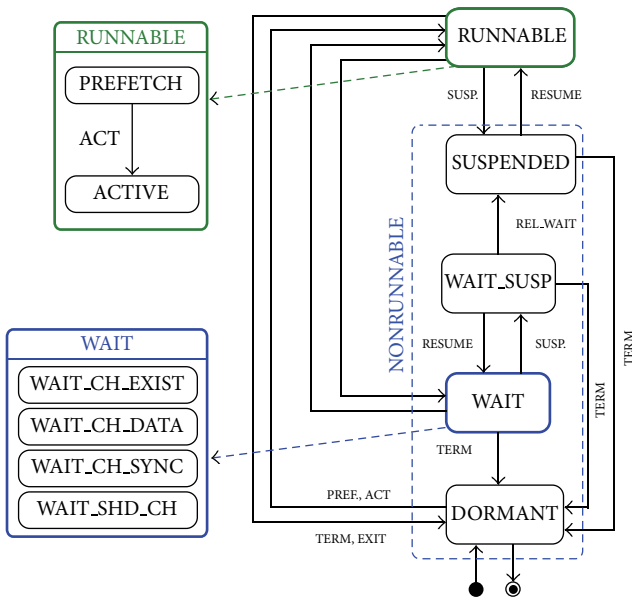 RUNNABLE
PREFETCH
ACT
ACTIVE
RUNNABLE
SUSP.
RESUME
SUSPENDED
REL_WAIT
NONRUNNABLE
WAIT_SUSP
RESUME
SUSP.
TERM
TERM
WAIT
WAIT_CH_EXIST
WAIT_CH_DATA
WAIT_CH_SYNC
WAIT_SHD_CH
WAIT
TERM
PREF., ACT
DORMANT
TERM, EXIT